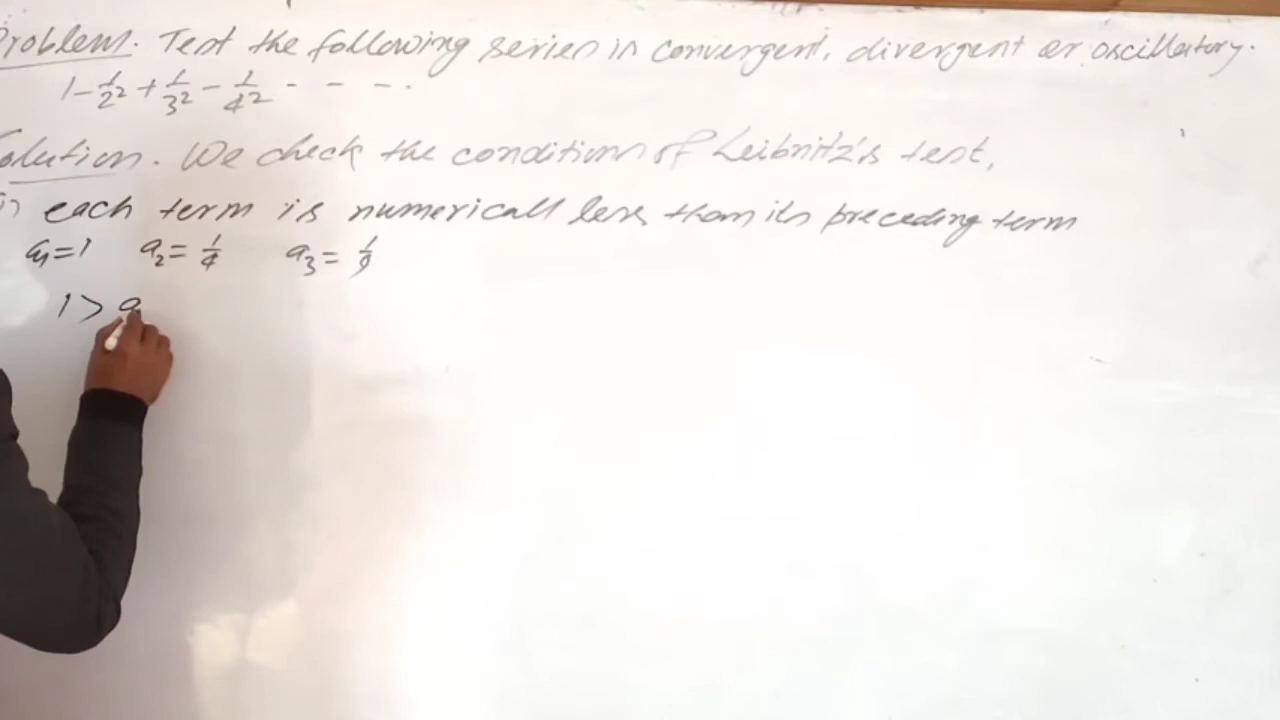 Problem. Test the following series is convergent, divergent or oscillatory.
1 - 1/2² + 1/3² - 1/4² - - - .
Solution. We check the conditions of Leibnitz's test,
i) each term is numericall less than its preceding term
a₁=1 a₂= 1/4 a₃= 1/9
1 > a